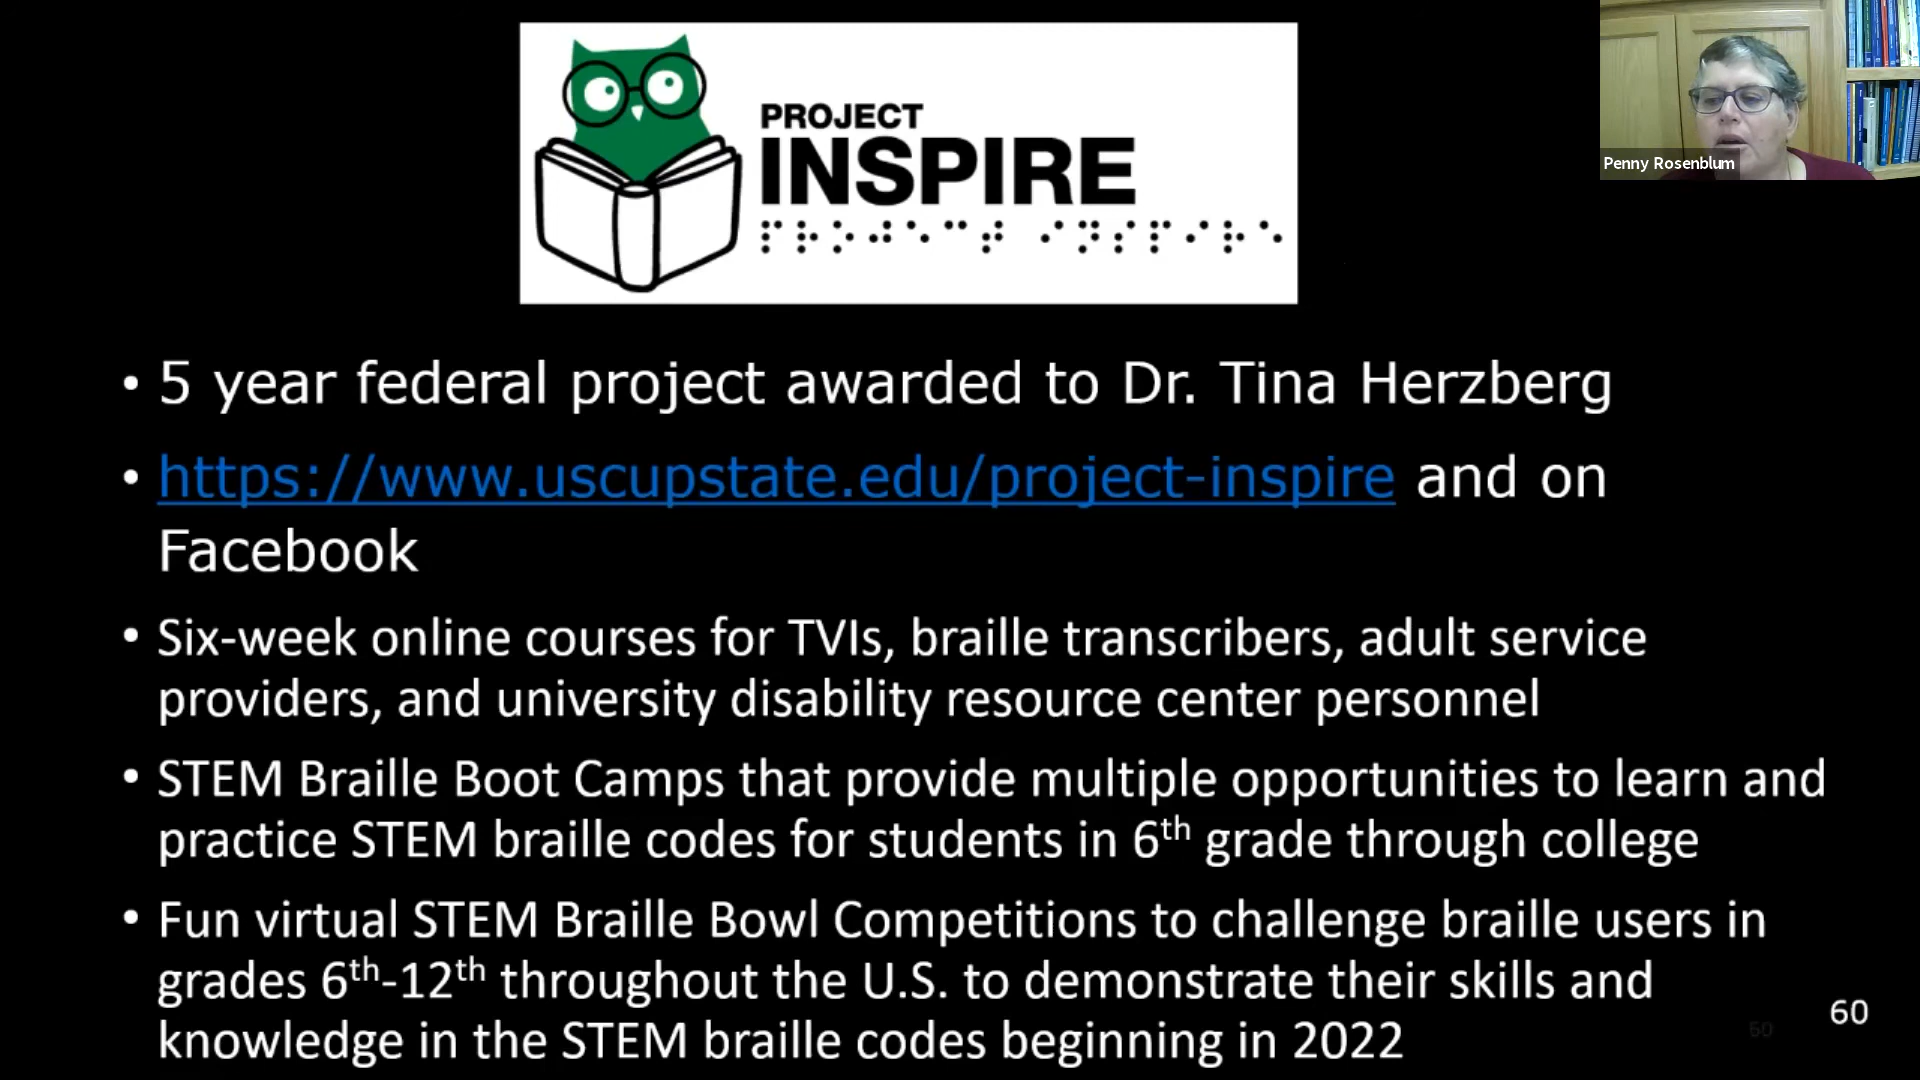 PROJECT
INSPIRE
⠏⠗⠕⠚⠑⠉⠞ ⠊⠝⠎⠏⠊⠗⠑
Penny Rosenblum
• 5 year federal project awarded to Dr. Tina Herzberg
• https://www.uscupstate.edu/project-inspire and on
Facebook
• Six-week online courses for TVIs, braille transcribers, adult service
providers, and university disability resource center personnel
• STEM Braille Boot Camps that provide multiple opportunities to learn and
practice STEM braille codes for students in 6th grade through college
• Fun virtual STEM Braille Bowl Competitions to challenge braille users in
grades 6th-12th throughout the U.S. to demonstrate their skills and
knowledge in the STEM braille codes beginning in 2022
60